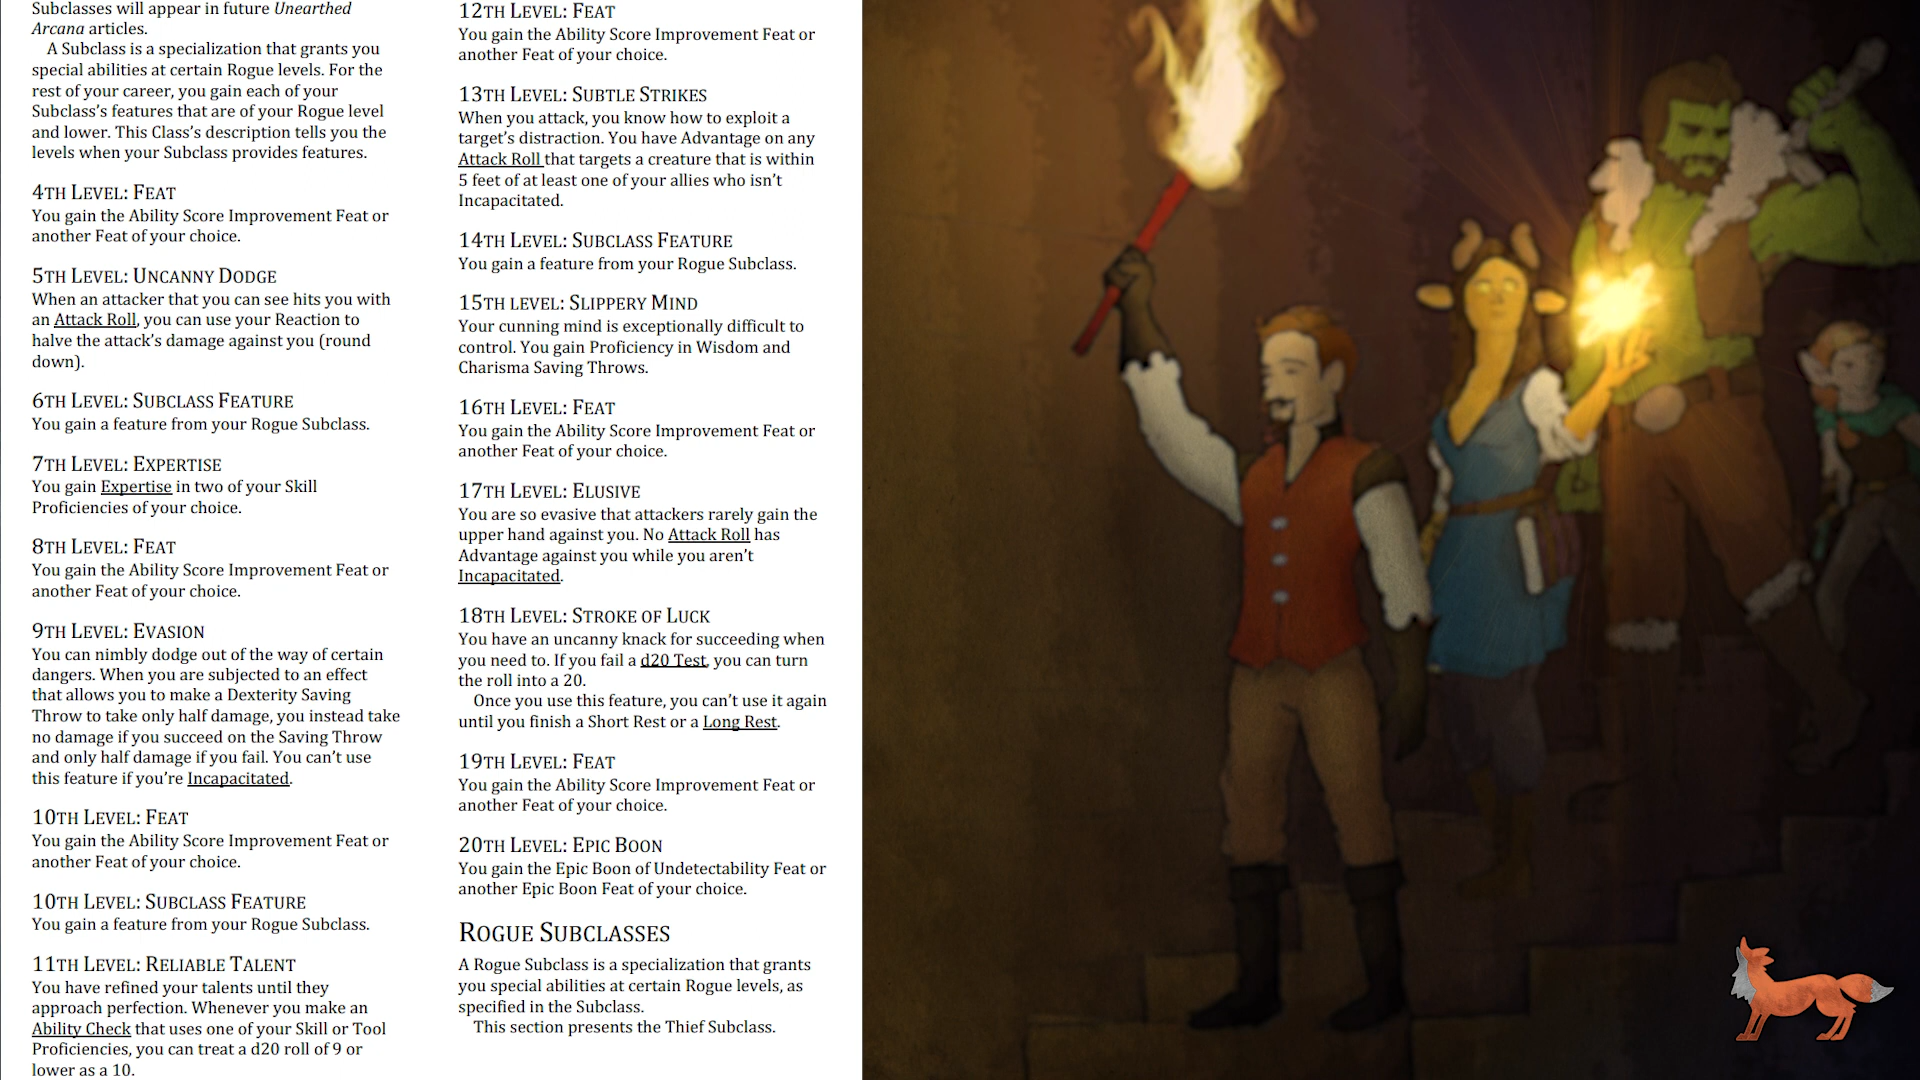 Subclasses will appear in future Unearthed
Arcana articles.
A Subclass is a specialization that grants you
special abilities at certain Rogue levels. For the
rest of your career, you gain each of your
Subclass’s features that are of your Rogue level
and lower. This Class’s description tells you the
levels when your Subclass provides features.
4TH LEVEL: FEAT
You gain the Ability Score Improvement Feat or
another Feat of your choice.
5TH LEVEL: UNCANNY DODGE
When an attacker that you can see hits you with
an Attack Roll, you can use your Reaction to
halve the attack’s damage against you (round
down).
6TH LEVEL: SUBCLASS FEATURE
You gain a feature from your Rogue Subclass.
7TH LEVEL: EXPERTISE
You gain Expertise in two of your Skill
Proficiencies of your choice.
8TH LEVEL: FEAT
You gain the Ability Score Improvement Feat or
another Feat of your choice.
9TH LEVEL: EVASION
You can nimbly dodge out of the way of certain
dangers. When you are subjected to an effect
that allows you to make a Dexterity Saving
Throw to take only half damage, you instead take
no damage if you succeed on the Saving Throw
and only half damage if you fail. You can’t use
this feature if you’re Incapacitated.
10TH LEVEL: FEAT
You gain the Ability Score Improvement Feat or
another Feat of your choice.
10TH LEVEL: SUBCLASS FEATURE
You gain a feature from your Rogue Subclass.
11TH LEVEL: RELIABLE TALENT
You have refined your talents until they
approach perfection. Whenever you make an
Ability Check that uses one of your Skill or Tool
Proficiencies, you can treat a d20 roll of 9 or
lower as a 10.
12TH LEVEL: FEAT
You gain the Ability Score Improvement Feat or
another Feat of your choice.
13TH LEVEL: SUBTLE STRIKES
When you attack, you know how to exploit a
target’s distraction. You have Advantage on any
Attack Roll that targets a creature that is within
5 feet of at least one of your allies who isn’t
Incapacitated.
14TH LEVEL: SUBCLASS FEATURE
You gain a feature from your Rogue Subclass.
15TH LEVEL: SLIPPERY MIND
Your cunning mind is exceptionally difficult to
control. You gain Proficiency in Wisdom and
Charisma Saving Throws.
16TH LEVEL: FEAT
You gain the Ability Score Improvement Feat or
another Feat of your choice.
17TH LEVEL: ELUSIVE
You are so evasive that attackers rarely gain the
upper hand against you. No Attack Roll has
Advantage against you while you aren’t
Incapacitated.
18TH LEVEL: STROKE OF LUCK
You have an uncanny knack for succeeding when
you need to. If you fail a d20 Test, you can turn
the roll into a 20.
Once you use this feature, you can’t use it again
until you finish a Short Rest or a Long Rest.
19TH LEVEL: FEAT
You gain the Ability Score Improvement Feat or
another Feat of your choice.
20TH LEVEL: EPIC BOON
You gain the Epic Boon of Undetectability Feat or
another Epic Boon Feat of your choice.
ROGUE SUBCLASSES
A Rogue Subclass is a specialization that grants
you special abilities at certain Rogue levels, as
specified in the Subclass.
This section presents the Thief Subclass.